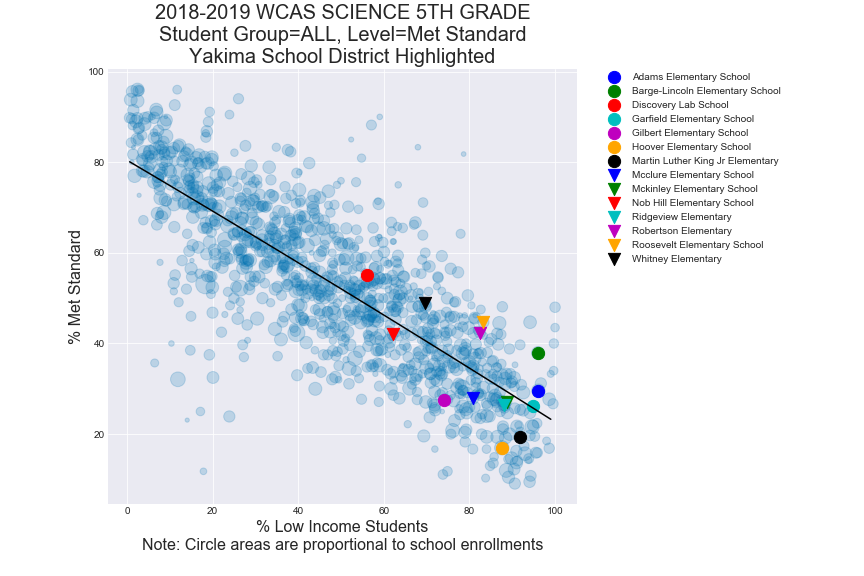 2018-2019 WCAS SCIENCE 5TH GRADE
Student Group=ALL, Level=Met Standard
Yakima School District Highlighted
100
80
60
40
20
% Met Standard
0
20
40
60
80
100
% Low Income Students
Note: Circle areas are proportional to school enrollments
Adams Elementary School
Barge-Lincoln Elementary School
Discovery Lab School
Garfield Elementary School
Gilbert Elementary School
Hoover Elementary School
Martin Luther King Jr Elementary
Mcclure Elementary School
Mckinley Elementary School
Nob Hill Elementary School
Ridgeview Elementary
Robertson Elementary
Roosevelt Elementary School
Whitney Elementary